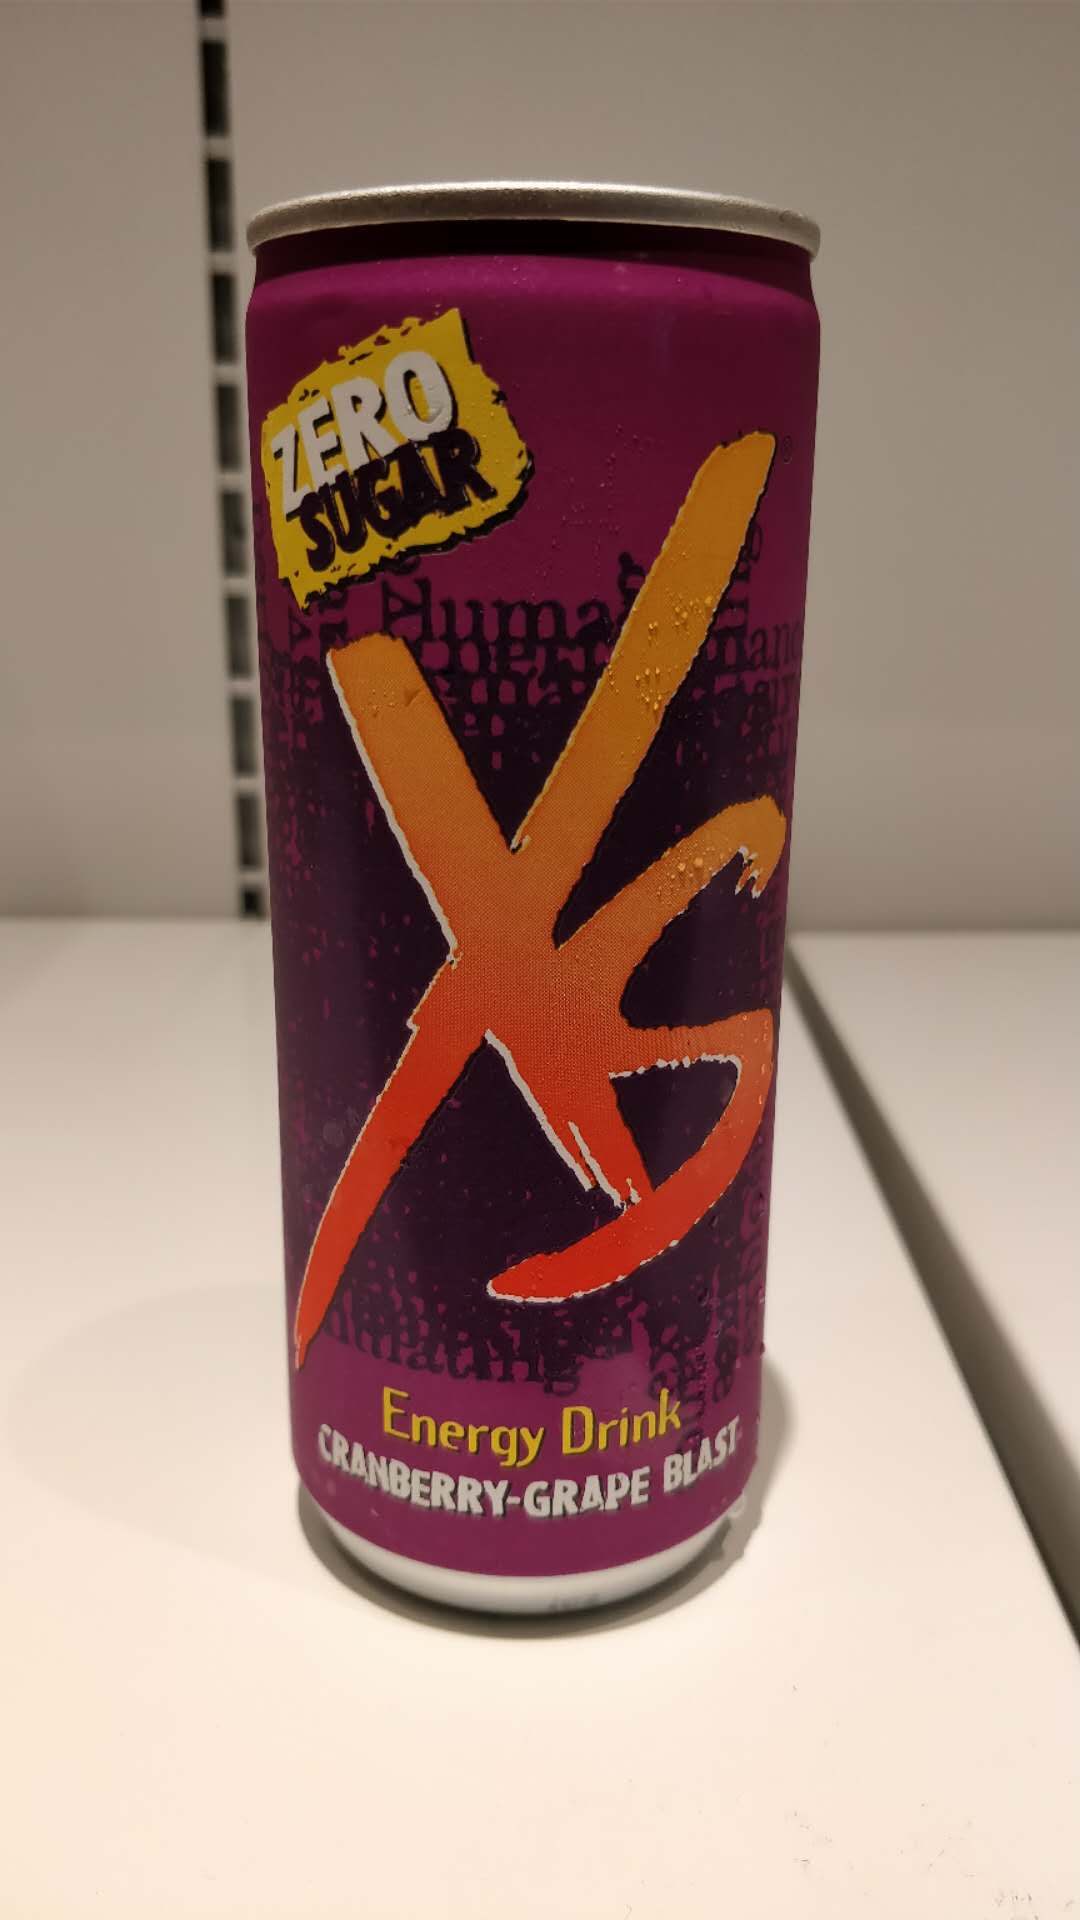 ZERO
SUGAR
XS
Energy Drink
CRANBERRY-GRAPE BLAST